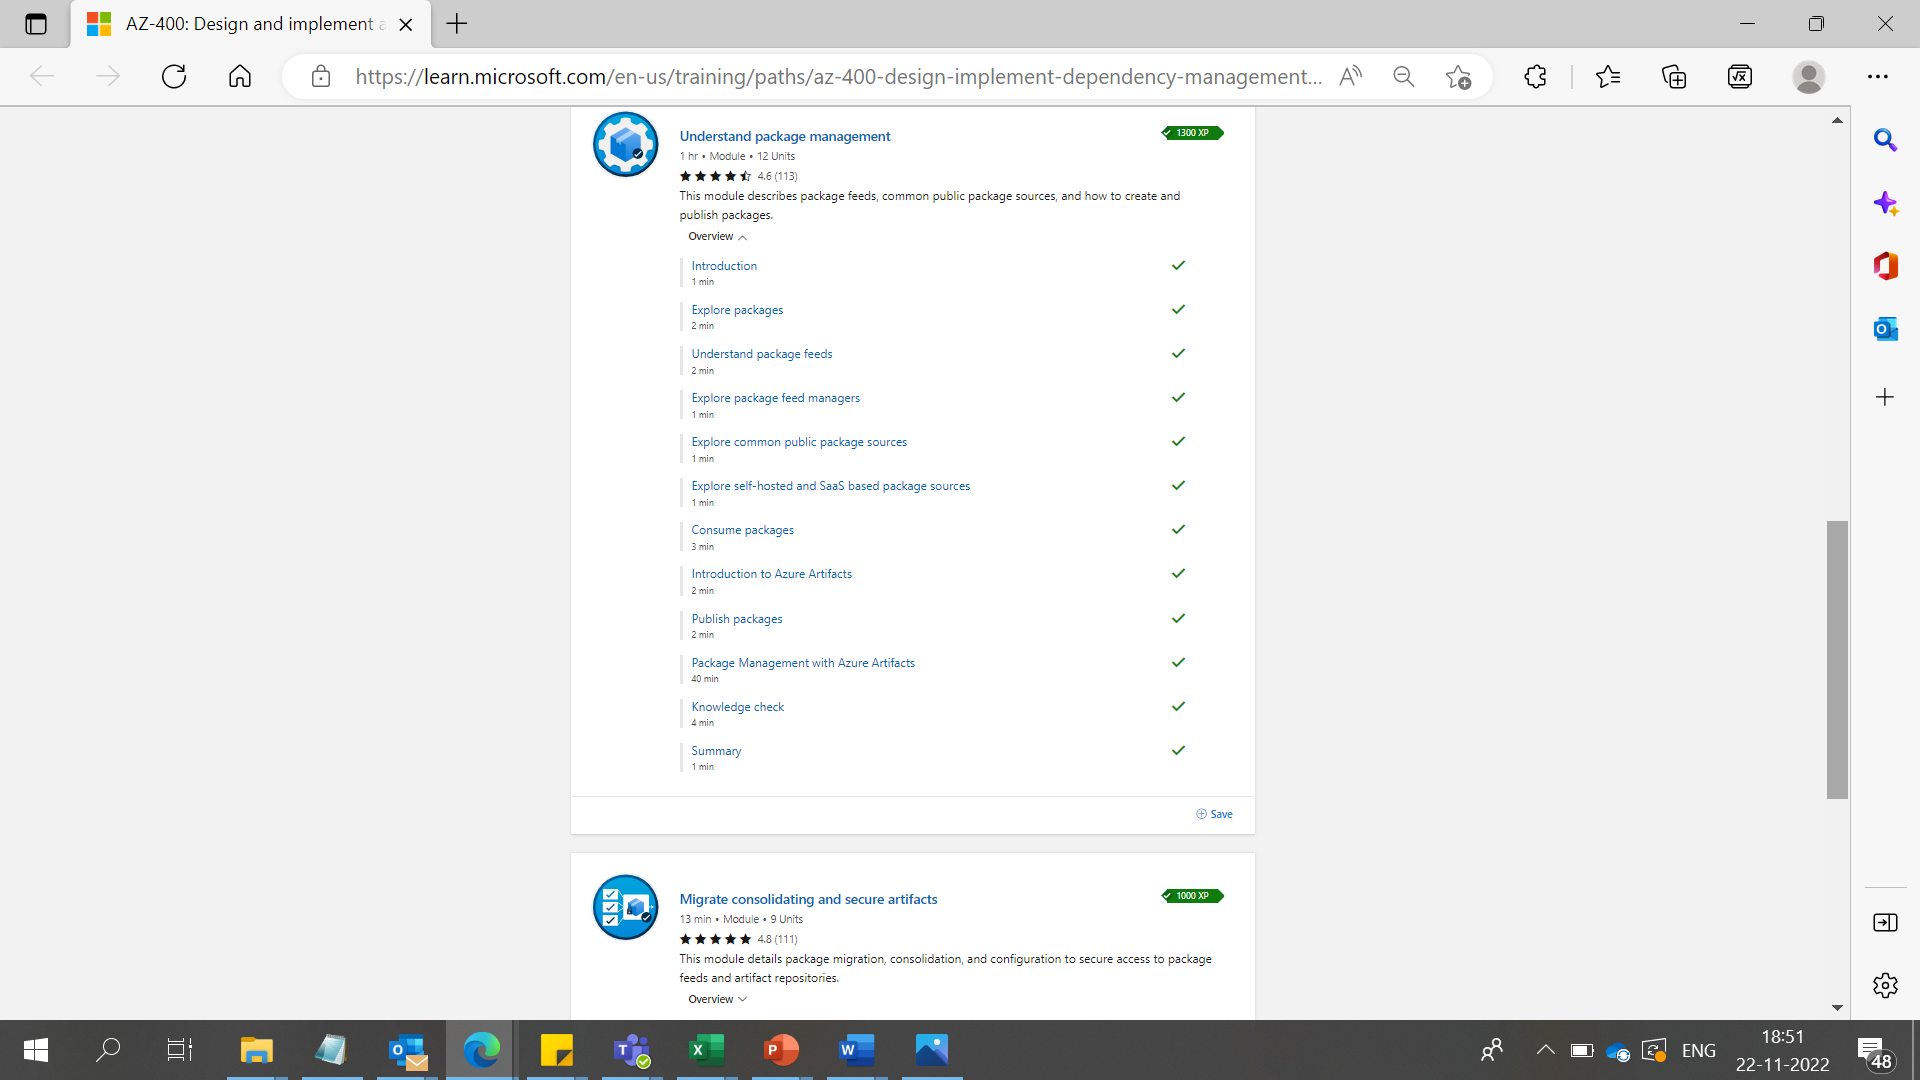 AZ-400: Design and implement a
https://learn.microsoft.com/en-us/training/paths/az-400-design-implement-dependency-management...
Understand package management
1300 XP
1 hr • Module • 12 Units
4.6 (113)
This module describes package feeds, common public package sources, and how to create and
publish packages.
Overview
Introduction
1 min
Explore packages
2 min
Understand package feeds
2 min
Explore package feed managers
1 min
Explore common public package sources
1 min
Explore self-hosted and SaaS based package sources
1 min
Consume packages
3 min
Introduction to Azure Artifacts
2 min
Publish packages
2 min
Package Management with Azure Artifacts
40 min
Knowledge check
4 min
Summary
1 min
Save
Migrate consolidating and secure artifacts
1000 XP
13 min • Module • 9 Units
4.8 (111)
This module details package migration, consolidation, and configuration to secure access to package
feeds and artifact repositories.
Overview
ENG
18:51
22-11-2022
48